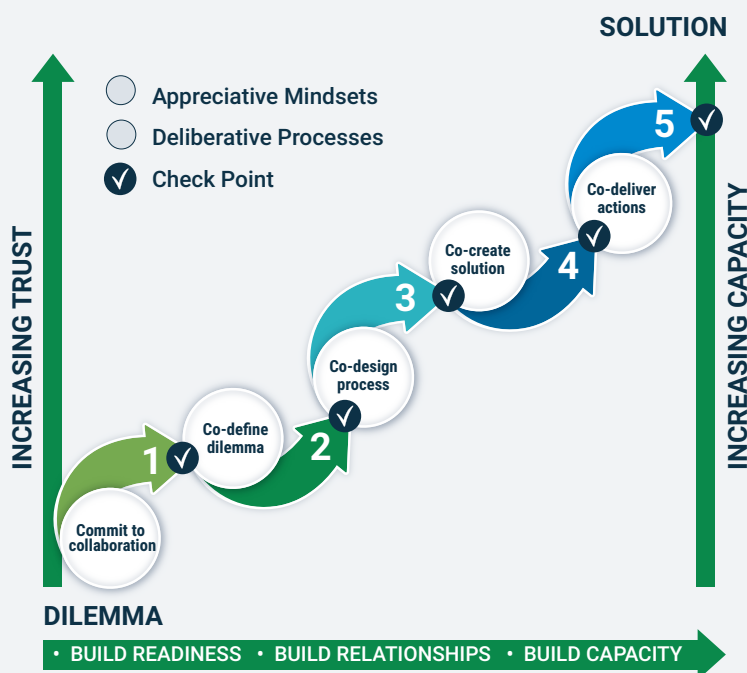 SOLUTION
Appreciative Mindsets
Deliberative Processes
Check Point
INCREASING TRUST
INCREASING CAPACITY
5
Co-deliver
actions
4
Co-create
solution
3
Co-design
process
2
Co-define
dilemma
1
Commit to
collaboration
DILEMMA
• BUILD READINESS • BUILD RELATIONSHIPS • BUILD CAPACITY